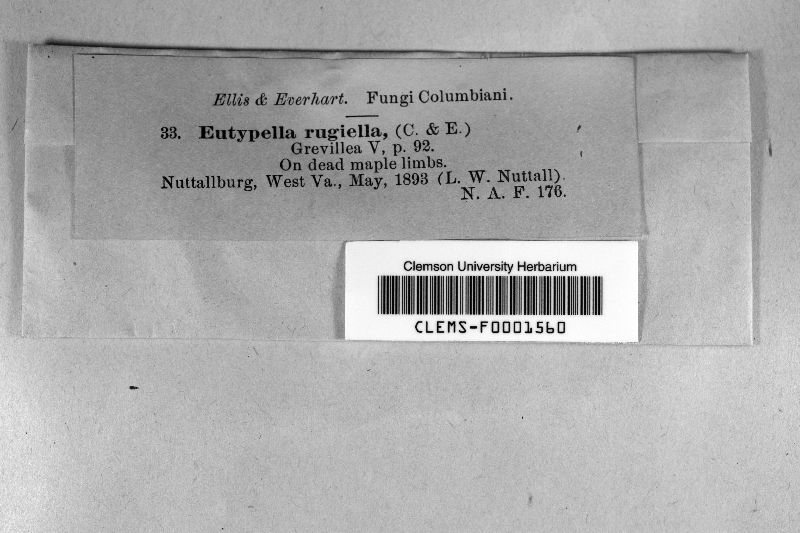 Ellis & Everhart. Fungi Columbiani.
33. Eutypella rugiella, (C. & E.)
Grevillea V, p. 92.
On dead maple limbs.
Nuttallburg, West Va., May, 1893 (L. W. Nuttall).
N. A. F. 176.
Clemson University Herbarium
CLEMS-F0001560